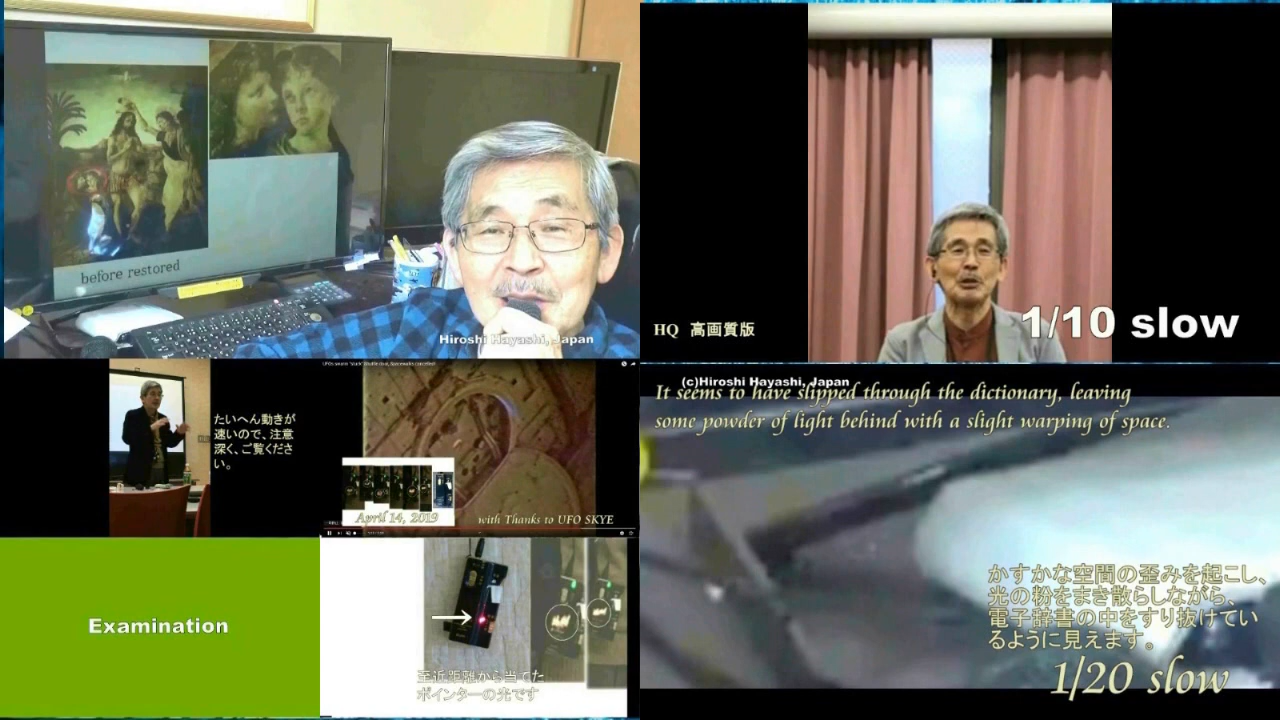 before restored
Hiroshi Hayashi, Japan
HQ 高画質版
1/10 slow
たいへん動きが
速いので、注意
深く、ご覧くださ
い。
April 14, 2019
with Thanks to UFO SKYE
(c)Hiroshi Hayashi, Japan
It seems to have slipped through the dictionary, leaving
some powder of light behind with a slight warping of space.
かすかな空間の歪みを起こし、
光の粉をまき散らしながら、
電子辞書の中をすり抜けてい
るように見えます。
1/20 slow
Examination
至近距離から当てた
ポインターの光です